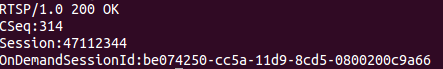 RTSP/1.0 200 OK
CSeq:314
Session:47112344
OnDemandSessionId:be074250-cc5a-11d9-8cd5-0800200c9a66